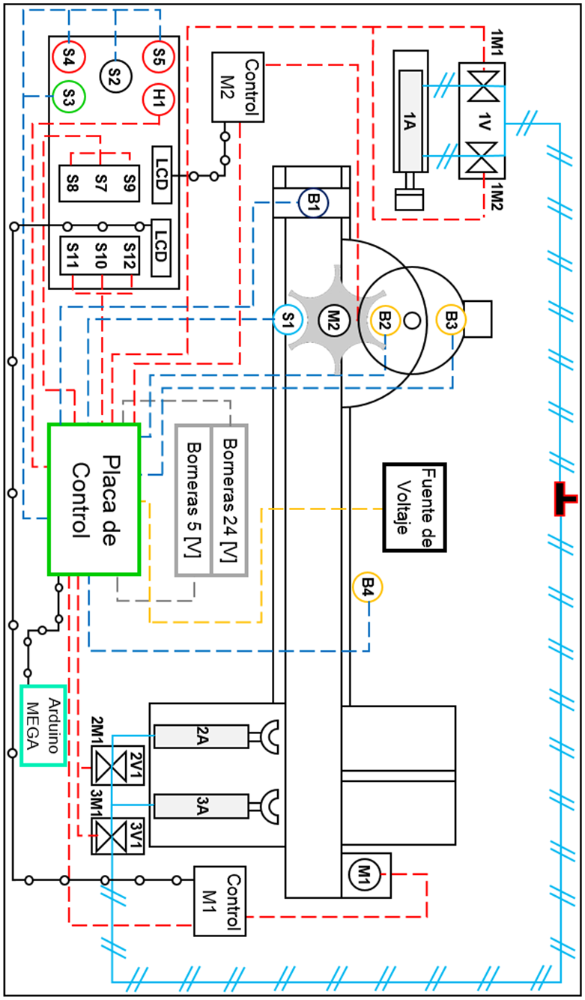 1M1
1V
1M2
1A
B3
B2
Fuente de
Voltaje
B4
M1
M2
B1
S1
Control
M2
Control
M1
Borneras 24 [V]
Borneras 5 [V]
2A
3A
S5
H1
LCD
LCD
S2
S4
S3
S9
S7
S8
S12
S10
S11
2V1
3V1
2M1
3M1
Placa de
Control
Arduino
MEGA